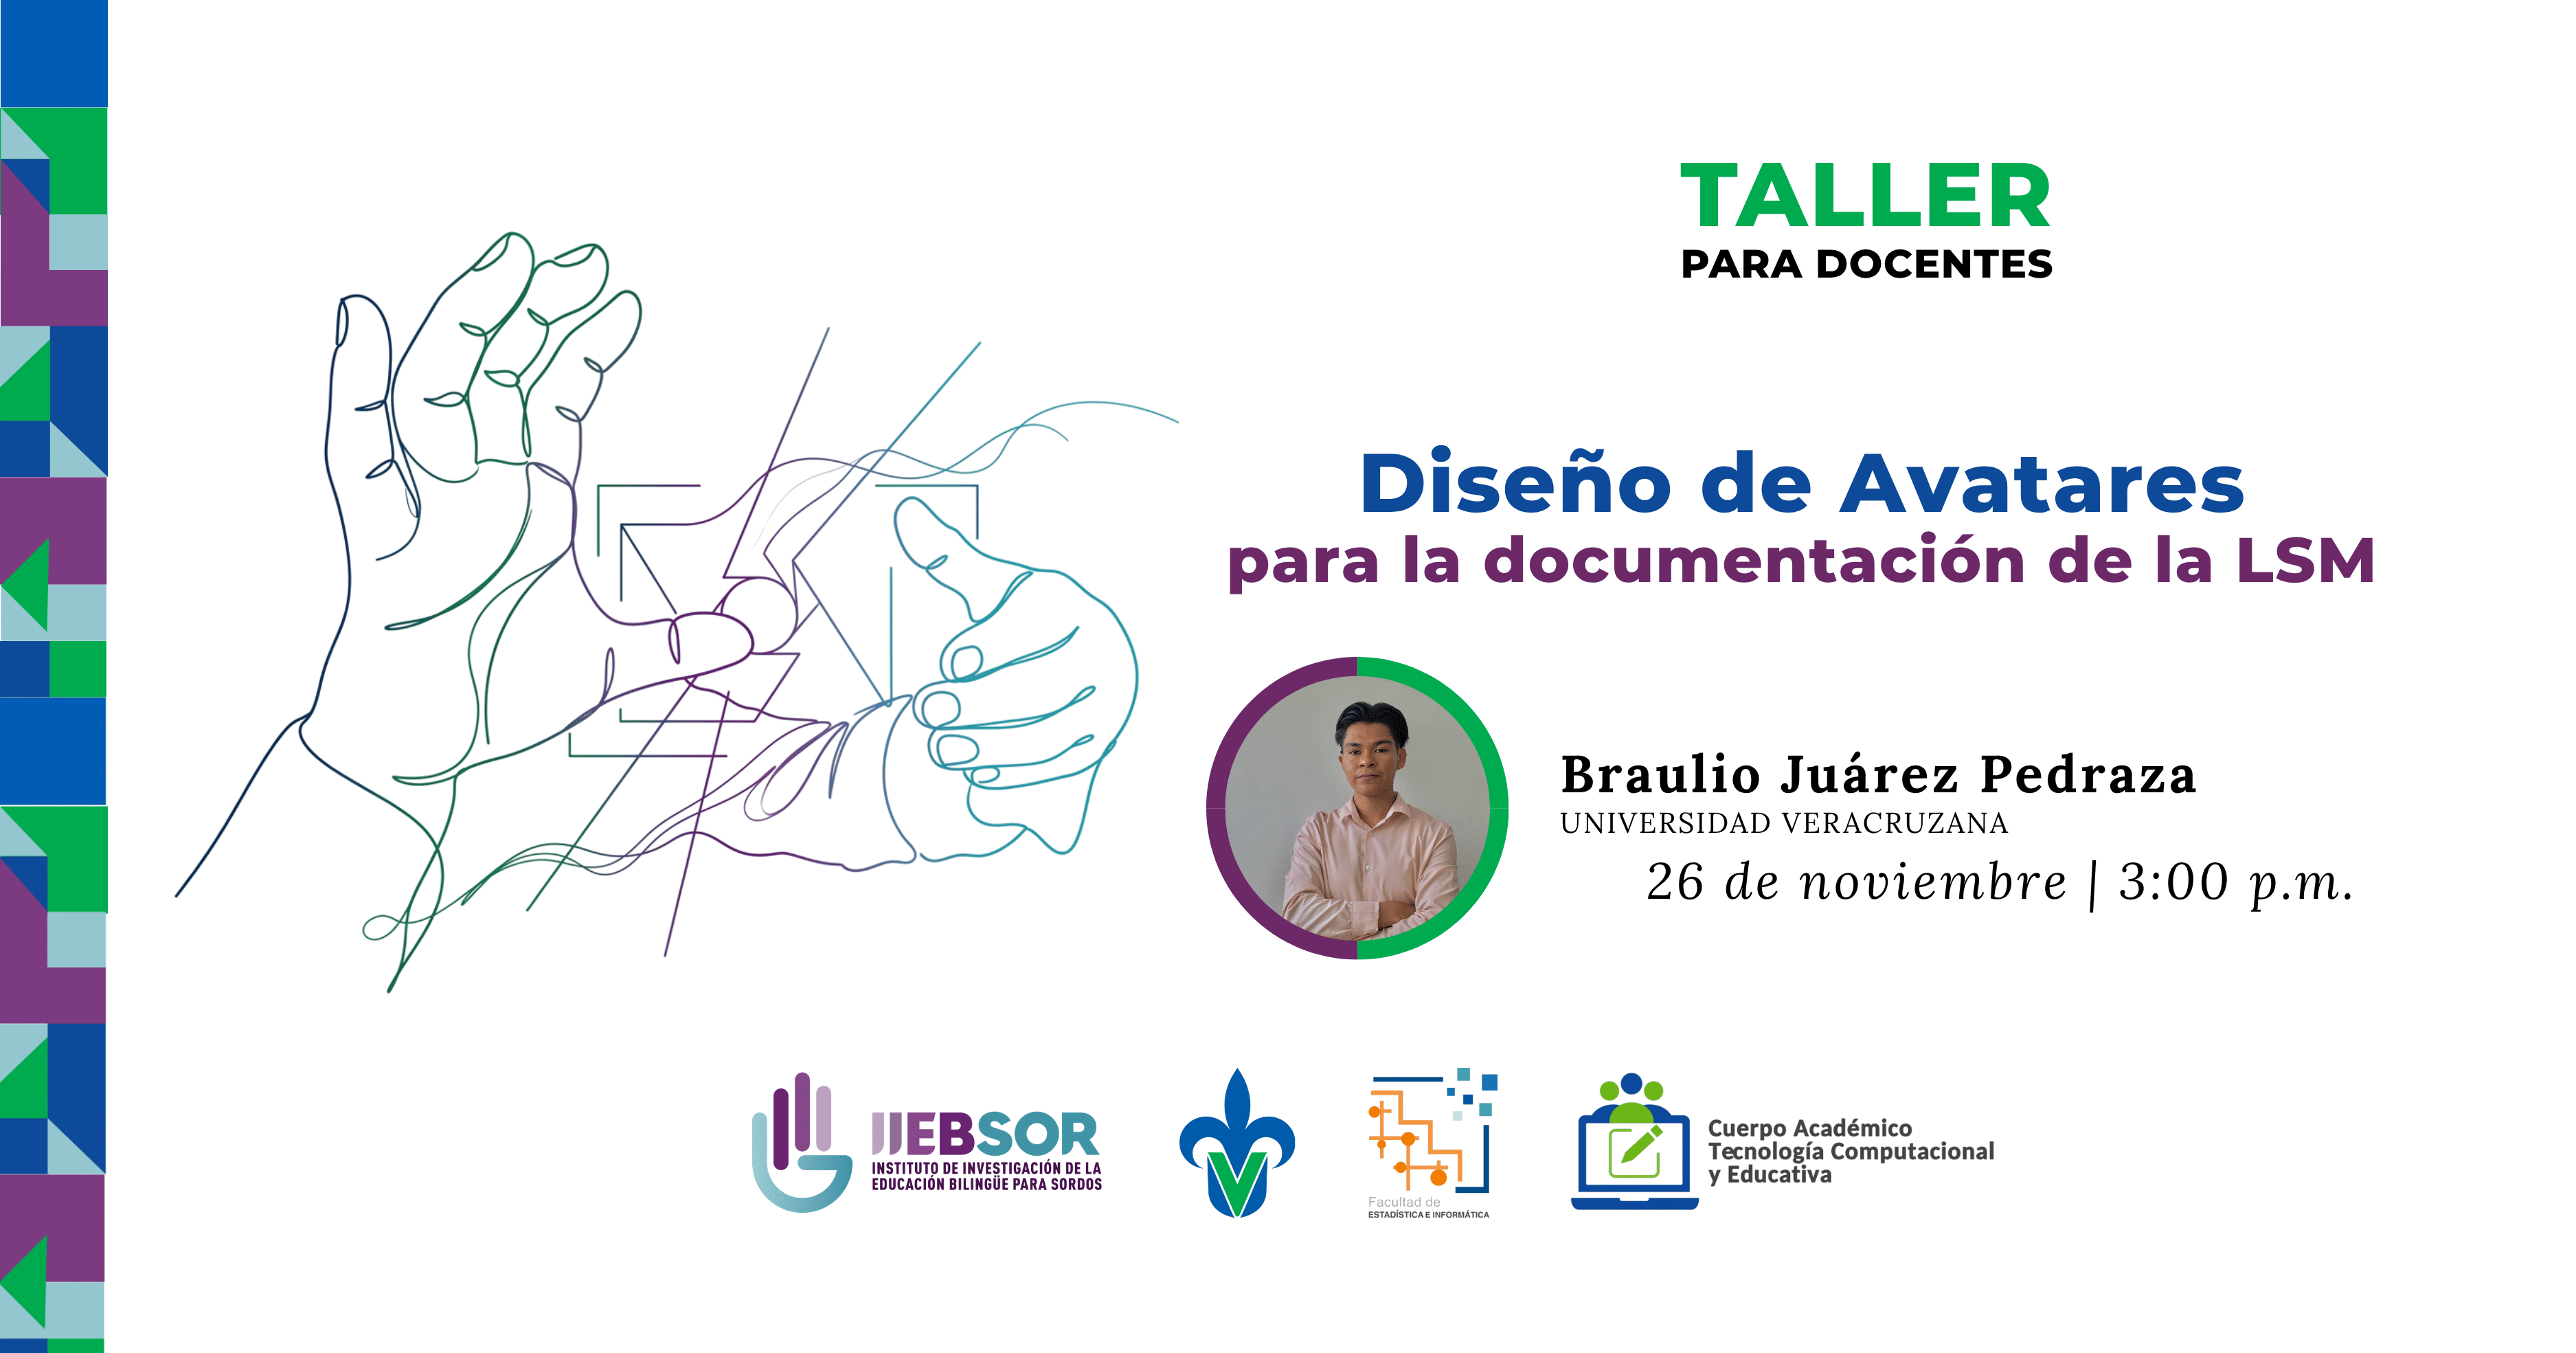 TALLER
PARA DOCENTES
Diseño de Avatares
para la documentación de la LSM
Braulio Juárez Pedraza
UNIVERSIDAD VERACRUZANA
26 de noviembre | 3:00 p.m.
IIEBSOR
INSTITUTO DE INVESTIGACIÓN DE LA
EDUCACIÓN BILINGÜE PARA SORDOS
V
Facultad de
ESTADÍSTICA E INFORMÁTICA
Cuerpo Académico
Tecnología Computacional
y Educativa